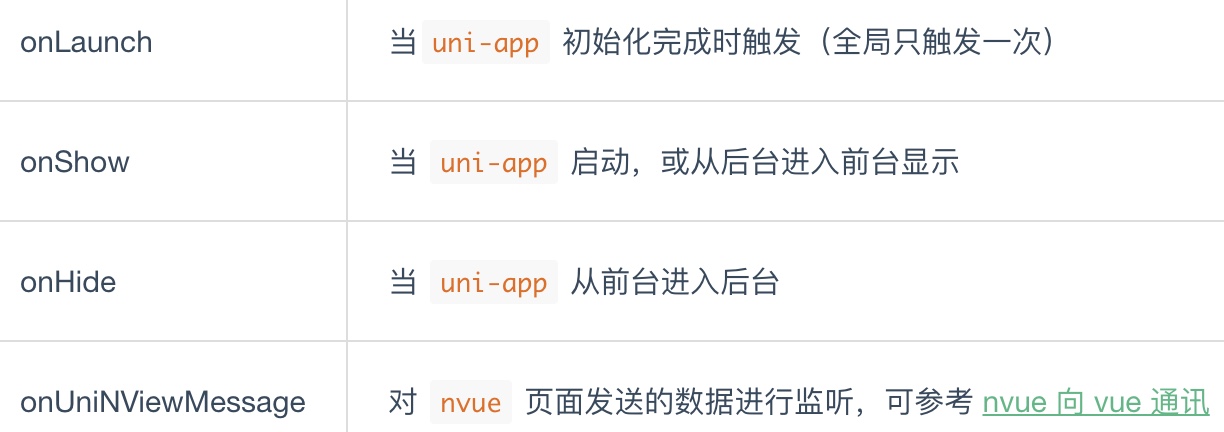 onLaunch 当 uni-app 初始化完成时触发（全局只触发一次）
onShow 当 uni-app 启动，或从后台进入前台显示
onHide 当 uni-app 从前台进入后台
onUniNViewMessage 对 nvue 页面发送的数据进行监听，可参考 nvue 向 vue 通讯